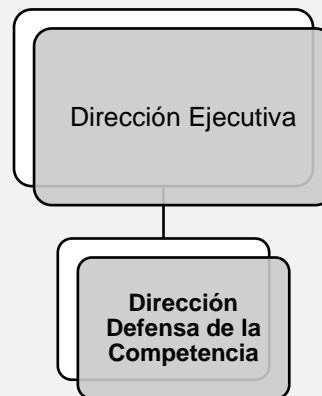 Dirección Ejecutiva
Dirección
Defensa de la
Competencia